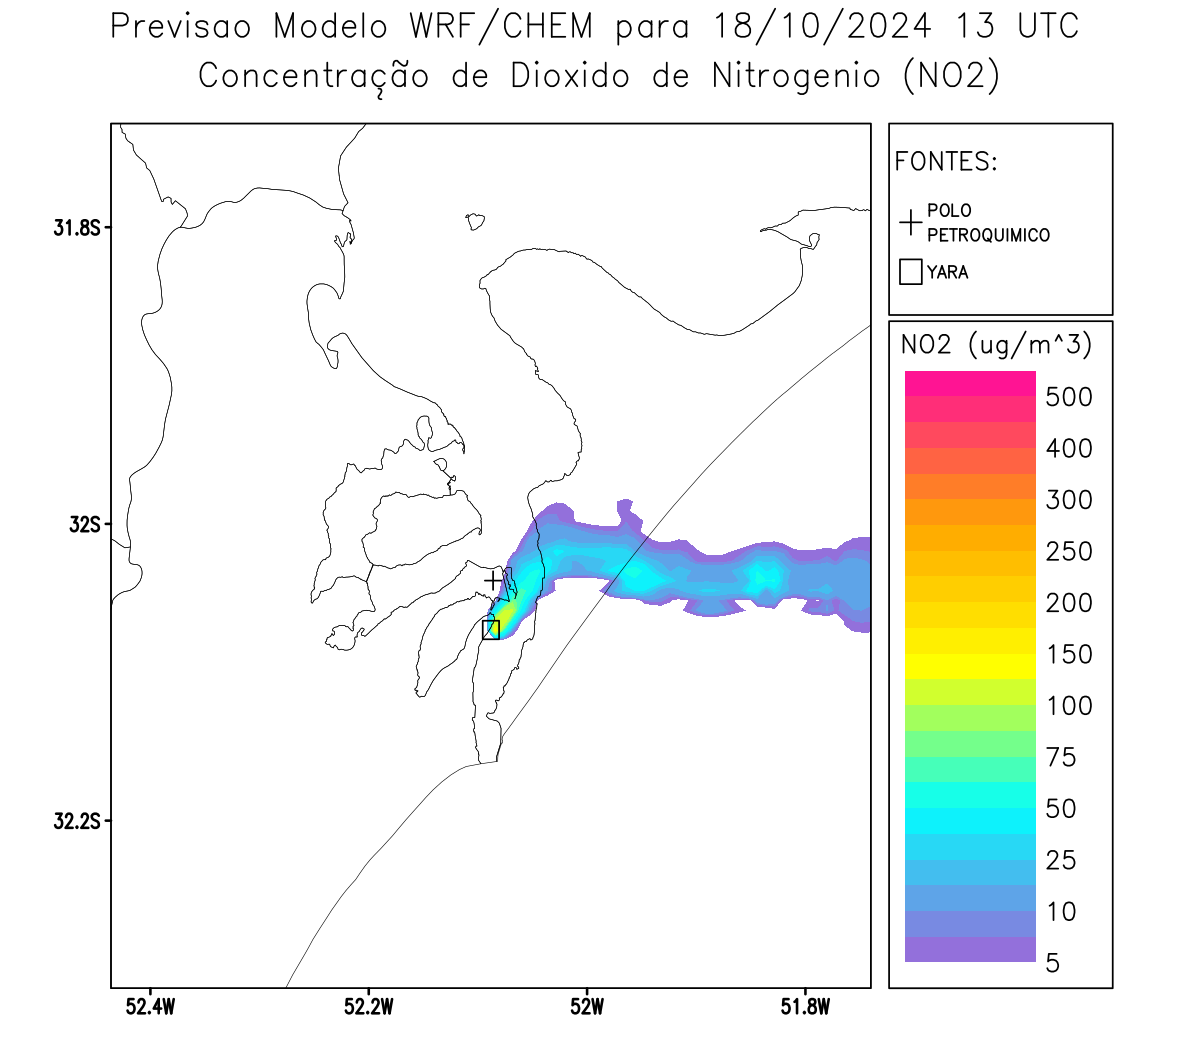 Previsao Modelo WRF/CHEM para 18/10/2024 13 UTC
Concentração de Dioxido de Nitrogenio (NO2)
FONTES:
POLO
PETROQUIMICO
YARA
NO2 (ug/m^3)
500
400
300
250
200
150
100
75
50
25
10
5
31.8S
32S
32.2S
52.4W
52.2W
52W
51.8W